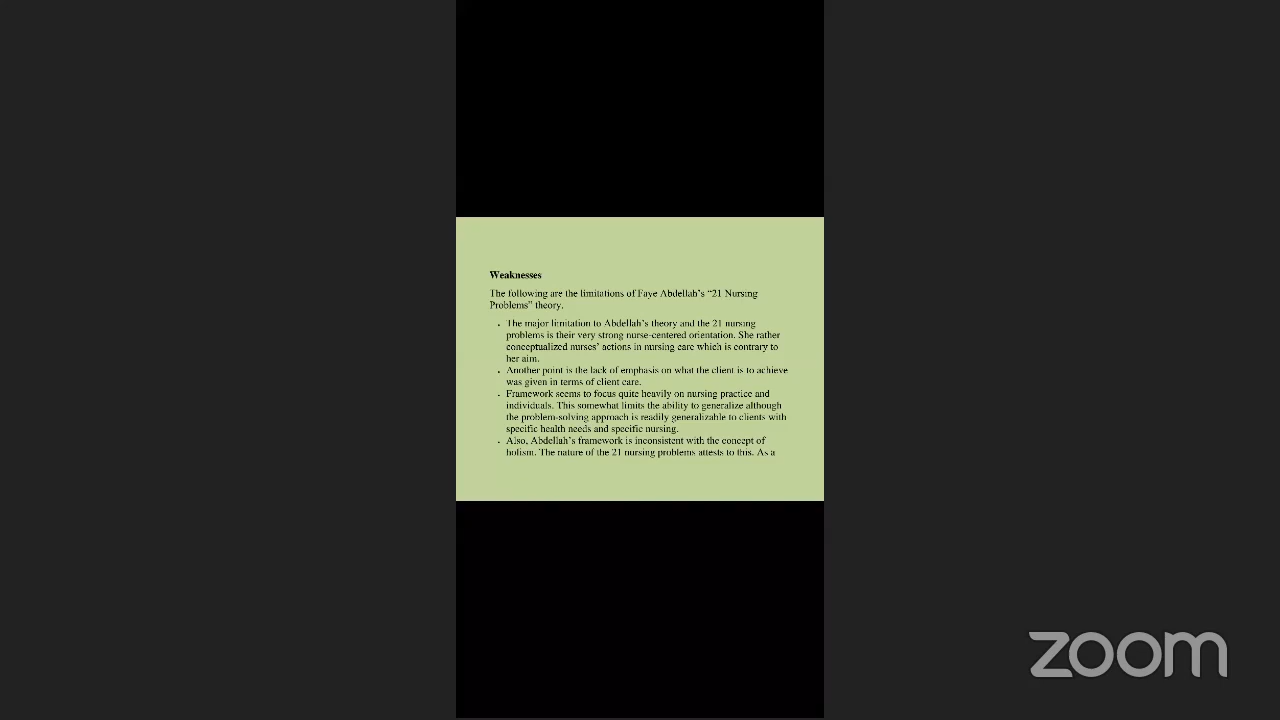 Weaknesses
The following are the limitations of Faye Abdellah's “21 Nursing
Problems” theory.
• The major limitation to Abdellah's theory and the 21 nursing
problems is their very strong nurse-centered orientation. She rather
conceptualized nurses' actions in nursing care which is contrary to
her aim.
• Another point is the lack of emphasis on what the client is to achieve
was given in terms of client care.
• Framework seems to focus quite heavily on nursing practice and
individuals. This somewhat limits the ability to generalize although
the problem-solving approach is readily generalizable to clients with
specific health needs and specific nursing.
• Also, Abdellah's framework is inconsistent with the concept of
holism. The nature of the 21 nursing problems attests to this. As a
zoom